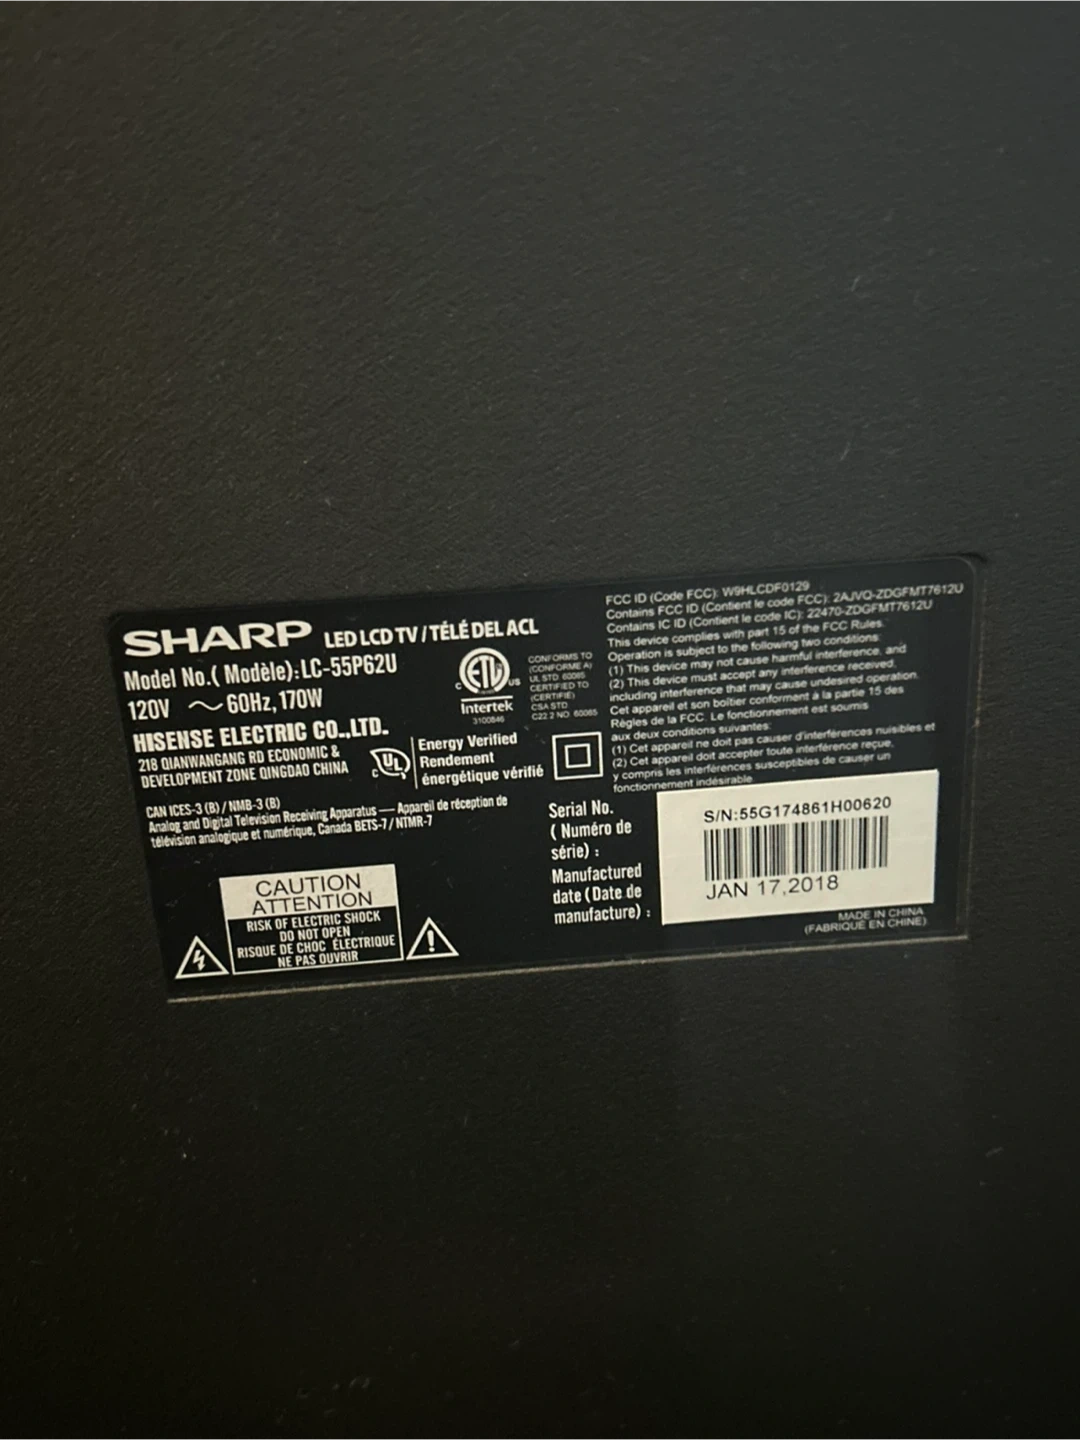 SHARP LED LCD TV / TÉLÉ DEL ACL
Model No.( Modèle): LC-55P62U
120V ～ 60Hz, 170W
HISENSE ELECTRIC CO.,LTD.
218 QIANWANGANG RD ECONOMIC &
DEVELOPMENT ZONE QINGDAO CHINA
ETL
C US
Intertek
3100846
CONFORMS TO
(CONFORME A)
UL STD 60065
CERTIFIED TO
(CERTIFIE)
CSA STD
C22.2 NO. 60065
C UL
Energy Verified
Rendement
énergétique vérifié
CAN ICES-3 (B) / NMB-3 (B)
Analog and Digital Television Receiving Apparatus — Appareil de réception de
télévision analogique et numérique, Canada BETS-7 / NTMR-7
CAUTION
ATTENTION
RISK OF ELECTRIC SHOCK
DO NOT OPEN
RISQUE DE CHOC ÉLECTRIQUE
NE PAS OUVRIR
!
FCC ID (Code FCC): W9HLCDF0129
Contains FCC ID (Contient le code FCC): 2AJVQ-ZDGFMT7612U
Contains IC ID (Contient le code IC): 22470-ZDGFMT7612U
This device complies with part 15 of the FCC Rules.
Operation is subject to the following two conditions:
(1) This device may not cause harmful interference, and
(2) This device must accept any interference received,
including interference that may cause undesired operation.
Cet appareil et son boîtier conforment à la partie 15 des
Règles de la FCC. Le fonctionnement est soumis
aux deux conditions suivantes:
(1) Cet appareil ne doit pas causer d'interférences nuisibles et
(2) Cet appareil doit accepter toute interférence reçue,
y compris les interférences susceptibles de causer un
fonctionnement indésirable.
Serial No.
( Numéro de
série) :
Manufactured
date ( Date de
manufacture) :
S/N:55G174861H00620
JAN 17,2018
MADE IN CHINA
(FABRIQUÉ EN CHINE)